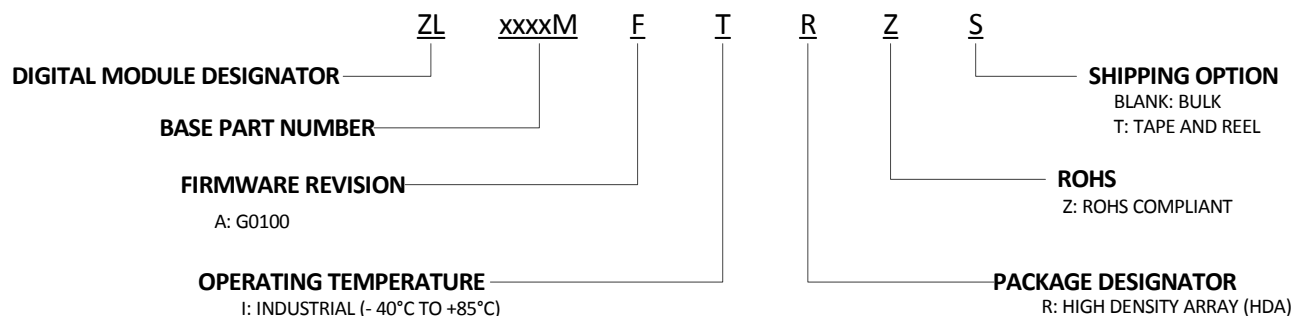 ZL xxxxM F T R Z S
DIGITAL MODULE DESIGNATOR
SHIPPING OPTION
BLANK: BULK
T: TAPE AND REEL
BASE PART NUMBER
FIRMWARE REVISION
A: G0100
ROHS
Z: ROHS COMPLIANT
OPERATING TEMPERATURE
I: INDUSTRIAL (- 40°C TO +85°C)
PACKAGE DESIGNATOR
R: HIGH DENSITY ARRAY (HDA)